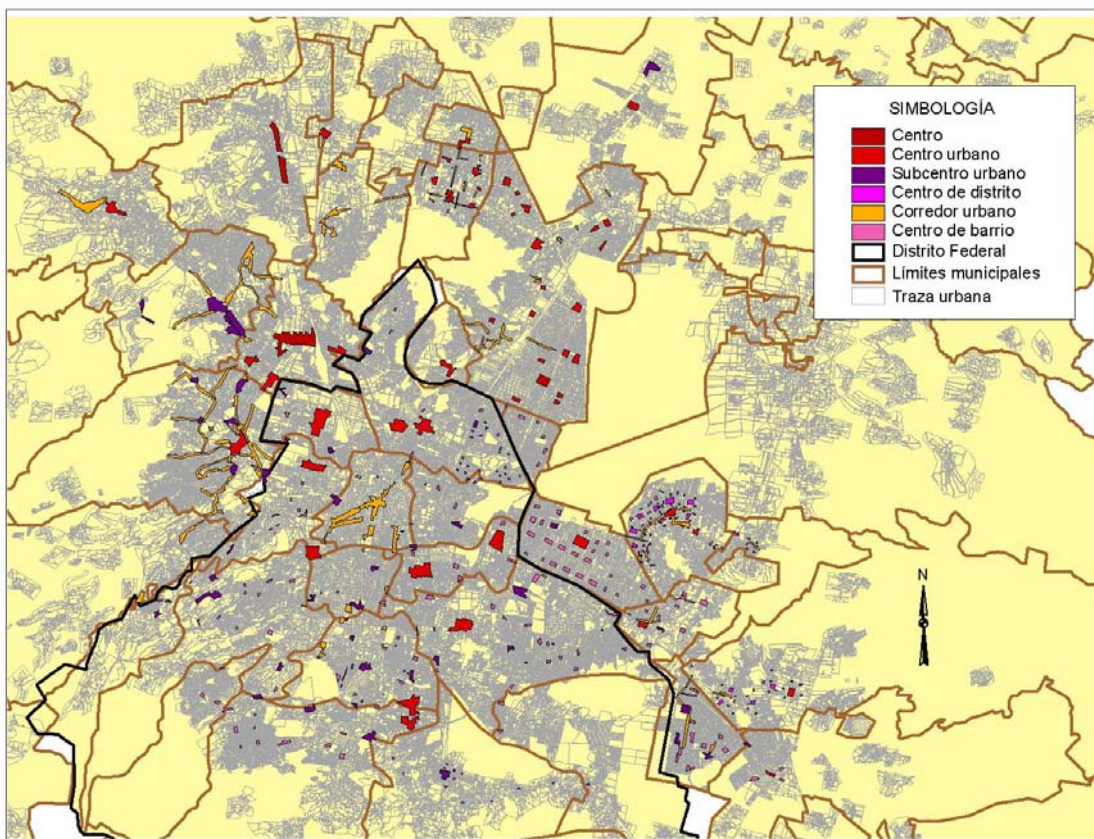 SIMBOLOGÍA
Centro
Centro urbano
Subcentro urbano
Centro de distrito
Corredor urbano
Centro de barrio
Distrito Federal
Límites municipales
Traza urbana
N